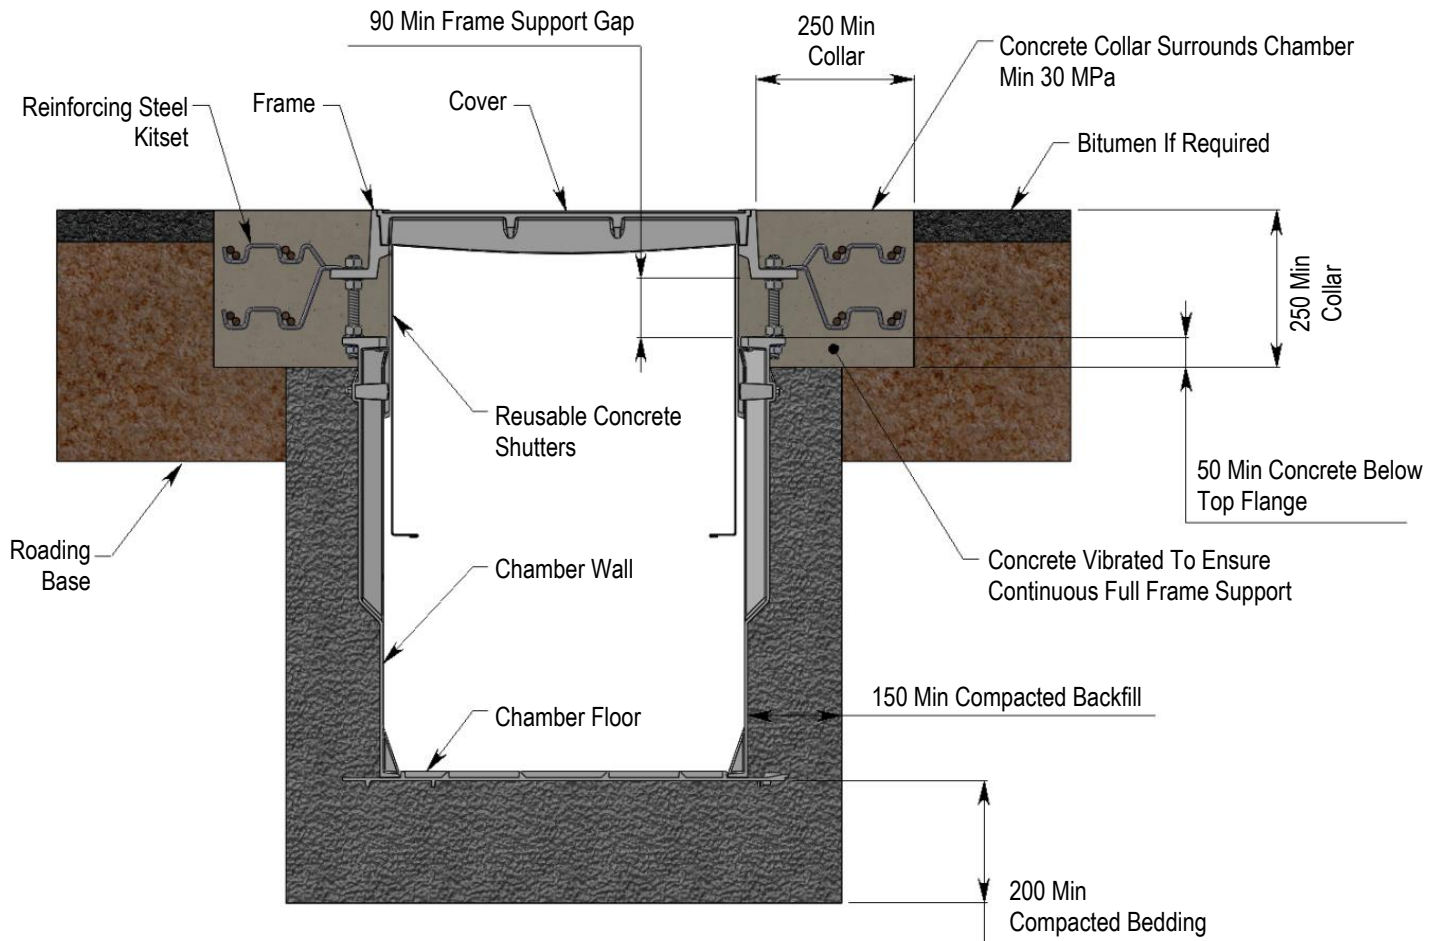 90 Min Frame Support Gap
250 Min
Collar
Concrete Collar Surrounds Chamber
Min 30 MPa
Reinforcing Steel
Kitset
Frame
Cover
Bitumen If Required
250 Min
Collar
Reusable Concrete
Shutters
50 Min Concrete Below
Top Flange
Roading
Base
Chamber Wall
Concrete Vibrated To Ensure
Continuous Full Frame Support
150 Min Compacted Backfill
Chamber Floor
200 Min
Compacted Bedding